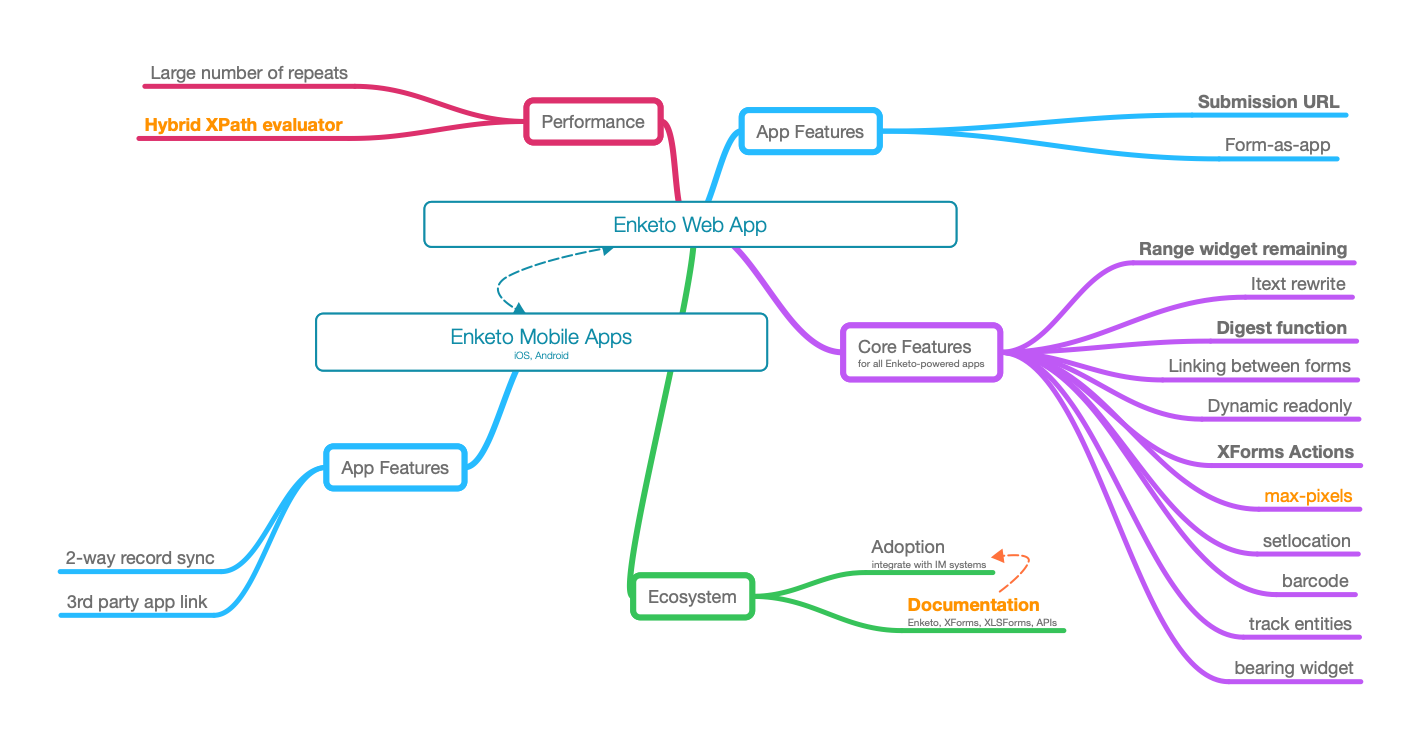 Large number of repeats
Hybrid XPath evaluator
Performance
App Features
Submission URL
Form-as-app
Enketo Web App
Enketo Mobile Apps
iOS, Android
Core Features
for all Enketo-powered apps
Range widget remaining
Itext rewrite
Digest function
Linking between forms
Dynamic readonly
XForms Actions
max-pixels
setlocation
barcode
track entities
bearing widget
App Features
2-way record sync
3rd party app link
Ecosystem
Adoption
integrate with IM systems
Documentation
Enketo, XForms, XLSForms, APIs